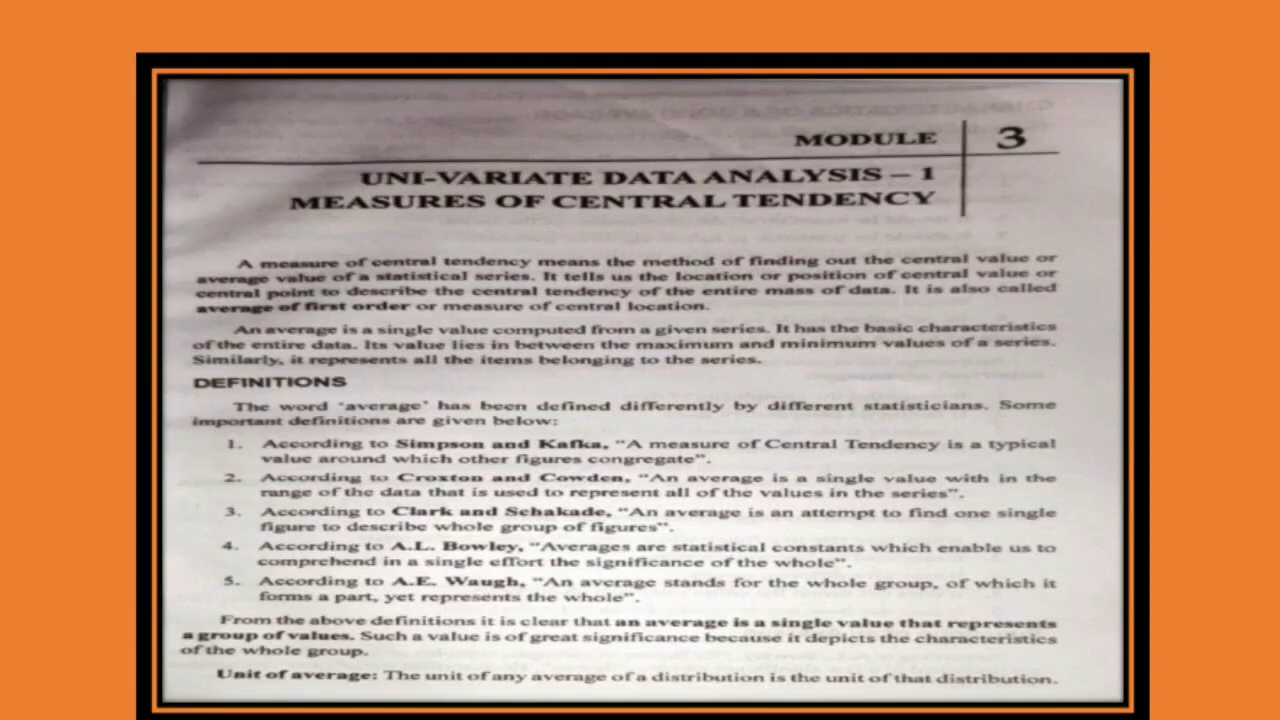 MODULE 3
UNI-VARIATE DATA ANALYSIS – 1
MEASURES OF CENTRAL TENDENCY
A measure of central tendency means the method of finding out the central value or
average value of a statistical series. It tells us the location or position of central value or
central point to describe the central tendency of the entire mass of data. It is also called
average of first order or measure of central location.
An average is a single value computed from a given series. It has the basic characteristics
of the entire data. Its value lies in between the maximum and minimum values of a series.
Similarly, it represents all the items belonging to the series.
DEFINITIONS
The word 'average' has been defined differently by different statisticians. Some
important definitions are given below:
1. According to Simpson and Kafka, "A measure of Central Tendency is a typical
value around which other figures congregate".
2. According to Croxton and Cowden, "An average is a single value with in the
range of the data that is used to represent all of the values in the series".
3. According to Clark and Schakade, "An average is an attempt to find one single
figure to describe whole group of figures".
4. According to A.L. Bowley, "Averages are statistical constants which enable us to
comprehend in a single effort the significance of the whole".
5. According to A.E. Waugh, "An average stands for the whole group, of which it
forms a part, yet represents the whole".
From the above definitions it is clear that an average is a single value that represents
a group of values. Such a value is of great significance because it depicts the characteristics
of the whole group.
Unit of average: The unit of any average of a distribution is the unit of that distribution.